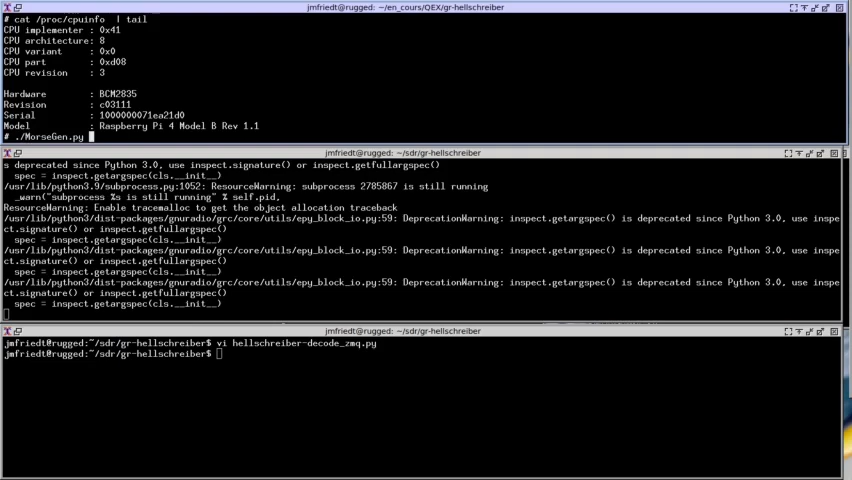 jmfriedt@rugged: ~/en_cours/QEX/gr-hellschreiber
# cat /proc/cpuinfo | tail
CPU implementer : 0x41
CPU architecture: 8
CPU variant : 0x0
CPU part : 0xd08
CPU revision : 3
Hardware : BCM2835
Revision : c03111
Serial : 1000000071ea21d0
Model : Raspberry Pi 4 Model B Rev 1.1
# ./MorseGen.py
jmfriedt@rugged: ~/sdr/gr-hellschreiber
s deprecated since Python 3.0, use inspect.signature() or inspect.getfullargspec()
spec = inspect.getargspec(cls.__init__)
/usr/lib/python3.9/subprocess.py:1052: ResourceWarning: subprocess 2785867 is still running
_warn("subprocess %s is still running" % self.pid,
ResourceWarning: Enable tracemalloc to get the object allocation traceback
/usr/lib/python3/dist-packages/gnuradio/grc/core/utils/epy_block_io.py:59: DeprecationWarning: inspect.getargspec() is deprecated since Python 3.0, use inspe
ct.signature() or inspect.getfullargspec()
spec = inspect.getargspec(cls.__init__)
/usr/lib/python3/dist-packages/gnuradio/grc/core/utils/epy_block_io.py:59: DeprecationWarning: inspect.getargspec() is deprecated since Python 3.0, use inspe
ct.signature() or inspect.getfullargspec()
spec = inspect.getargspec(cls.__init__)
/usr/lib/python3/dist-packages/gnuradio/grc/core/utils/epy_block_io.py:59: DeprecationWarning: inspect.getargspec() is deprecated since Python 3.0, use inspe
ct.signature() or inspect.getfullargspec()
spec = inspect.getargspec(cls.__init__)
jmfriedt@rugged: ~/sdr/gr-hellschreiber
jmfriedt@rugged:~/sdr/gr-hellschreiber$ vi hellschreiber-decode_zmq.py
jmfriedt@rugged:~/sdr/gr-hellschreiber$